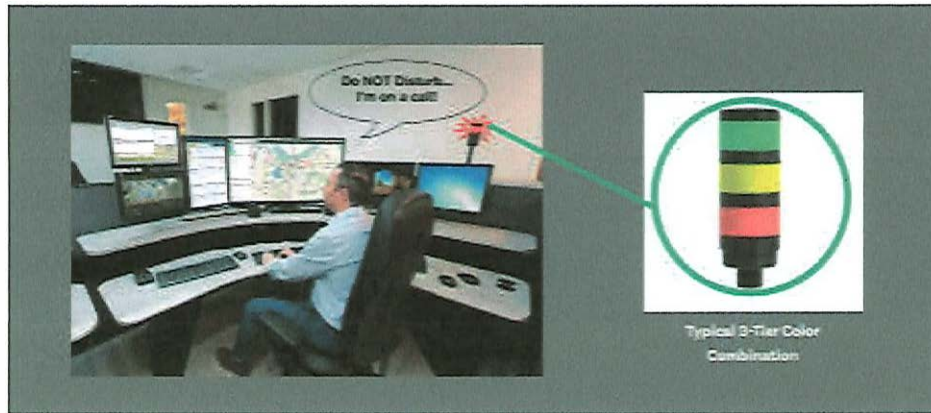 Do NOT Disturb...
I'm on a call!
Typical 3-Tier Color
Combination